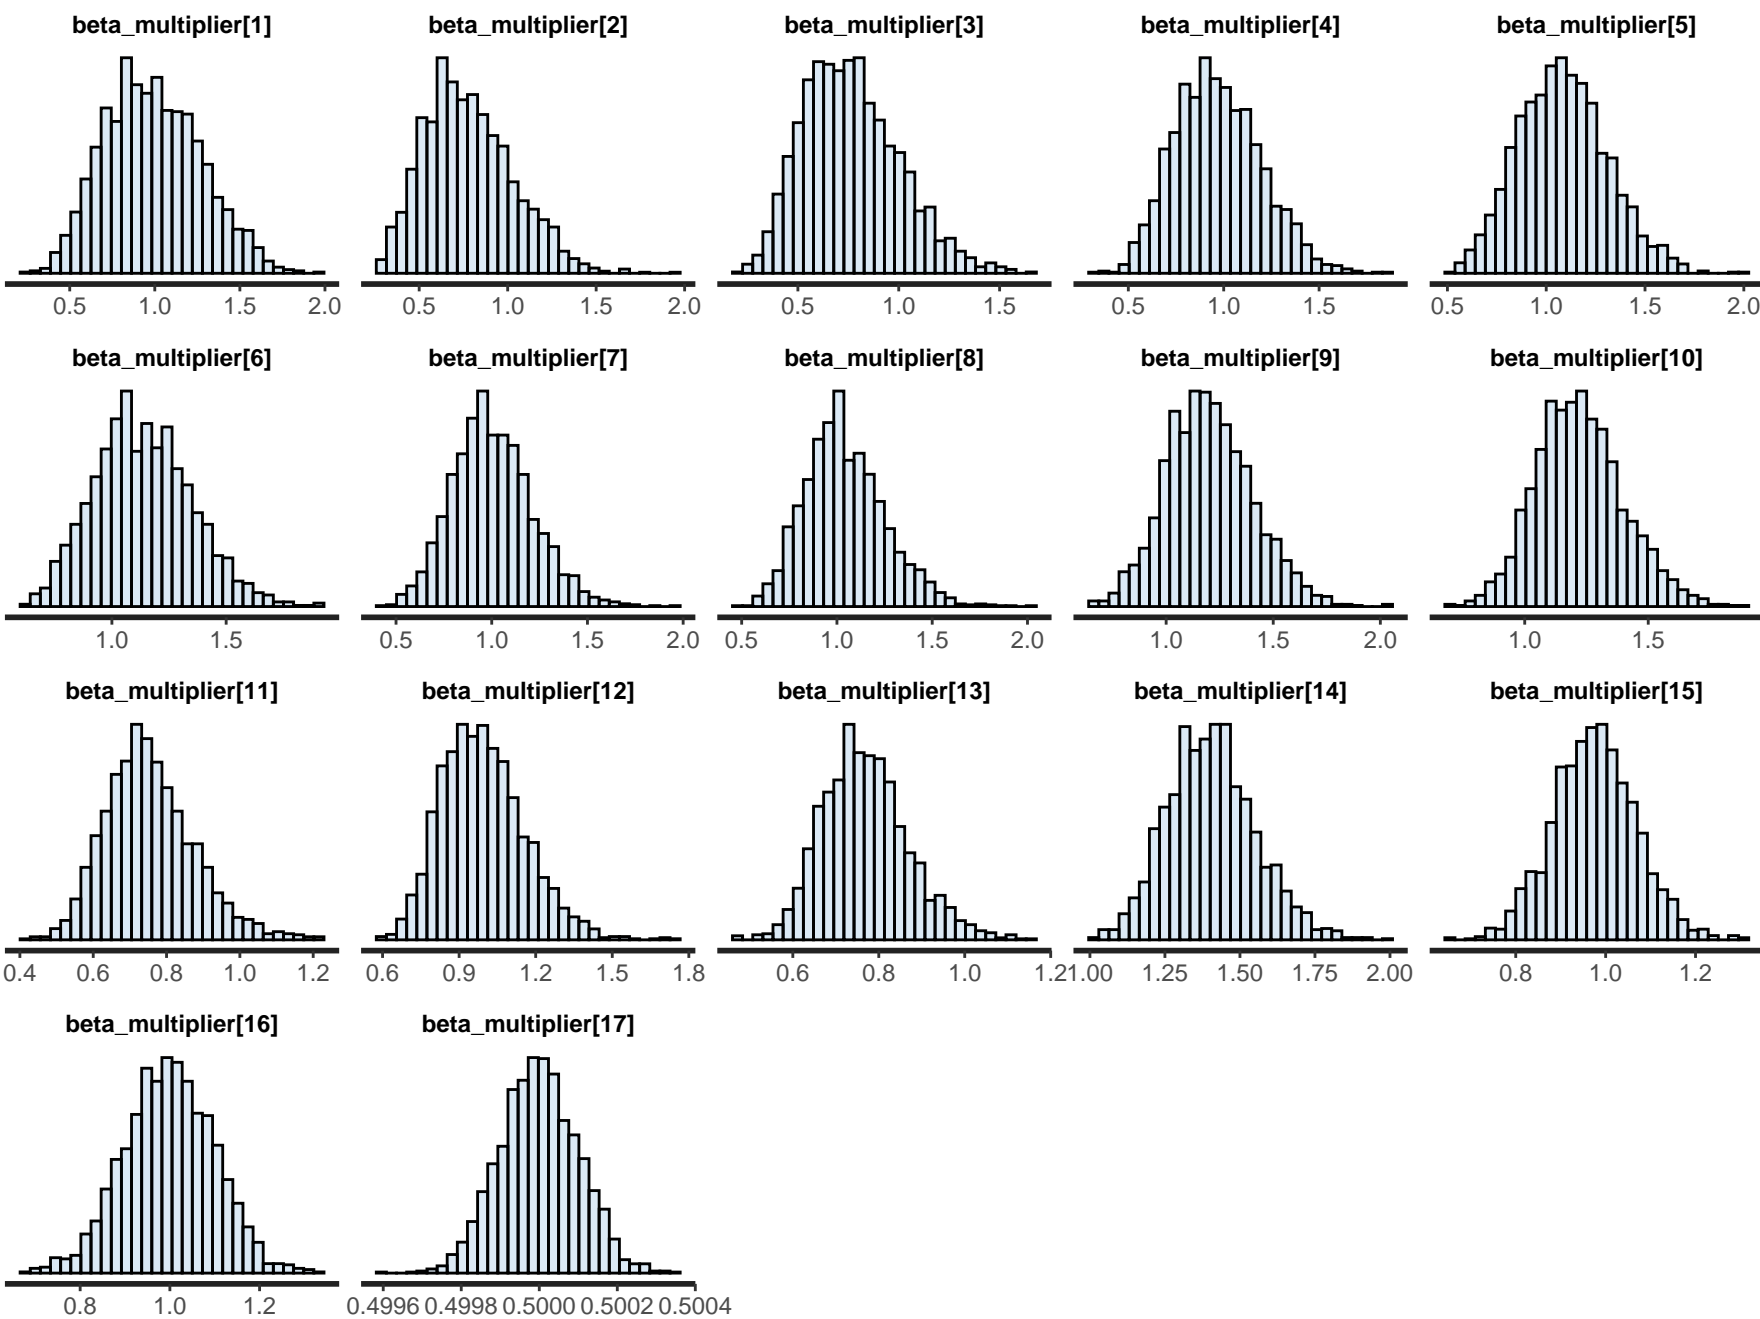 beta_multiplier[1] beta_multiplier[2] beta_multiplier[3] beta_multiplier[4] beta_multiplier[5]
0.5 1.0 1.5 2.0 0.5 1.0 1.5 2.0 0.5 1.0 1.5 0.5 1.0 1.5 0.5 1.0 1.5 2.0
beta_multiplier[6] beta_multiplier[7] beta_multiplier[8] beta_multiplier[9] beta_multiplier[10]
1.0 1.5 0.5 1.0 1.5 2.0 0.5 1.0 1.5 2.0 1.0 1.5 2.0 1.0 1.5
beta_multiplier[11] beta_multiplier[12] beta_multiplier[13] beta_multiplier[14] beta_multiplier[15]
0.4 0.6 0.8 1.0 1.2 0.6 0.9 1.2 1.5 1.8 0.6 0.8 1.0 1.2 1.00 1.25 1.50 1.75 2.00 0.8 1.0 1.2
beta_multiplier[16] beta_multiplier[17]
0.8 1.0 1.2 0.4996 0.4998 0.5000 0.5002 0.5004